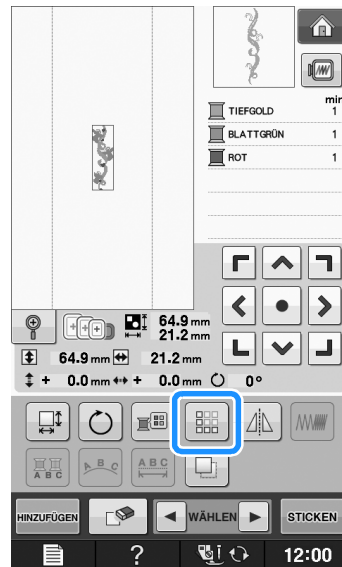 min
TIEFGOLD 1
BLATTGRÜN 1
ROT 1
64.9 mm
21.2 mm
64.9 mm 21.2 mm
+ 0.0 mm + 0.0 mm 0°
A B C
A B C
A B C
HINZUFÜGEN WÄHLEN STICKEN
? 12:00